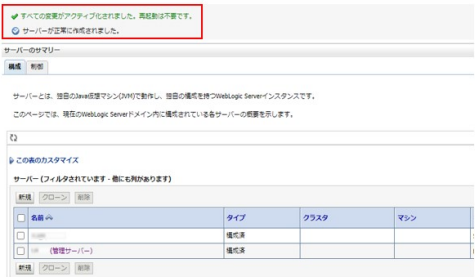 すべての変更がアクティブ化されました。再起動は不要です。
サーバーが正常に作成されました。
サーバーのサマリー
構成 制御
サーバーとは、独自のJava仮想マシン(JVM)で動作し、独自の構成を持つWebLogic Serverインスタンスです。
このページでは、現在のWebLogic Serverドメイン内に構成されている各サーバーの概要を示します。
この表のカスタマイズ
サーバー (フィルタされています - 他にも列があります)
新規 クローン 削除
名前 タイプ クラスタ マシン
構成済
(管理サーバー) 構成済
新規 クローン 削除